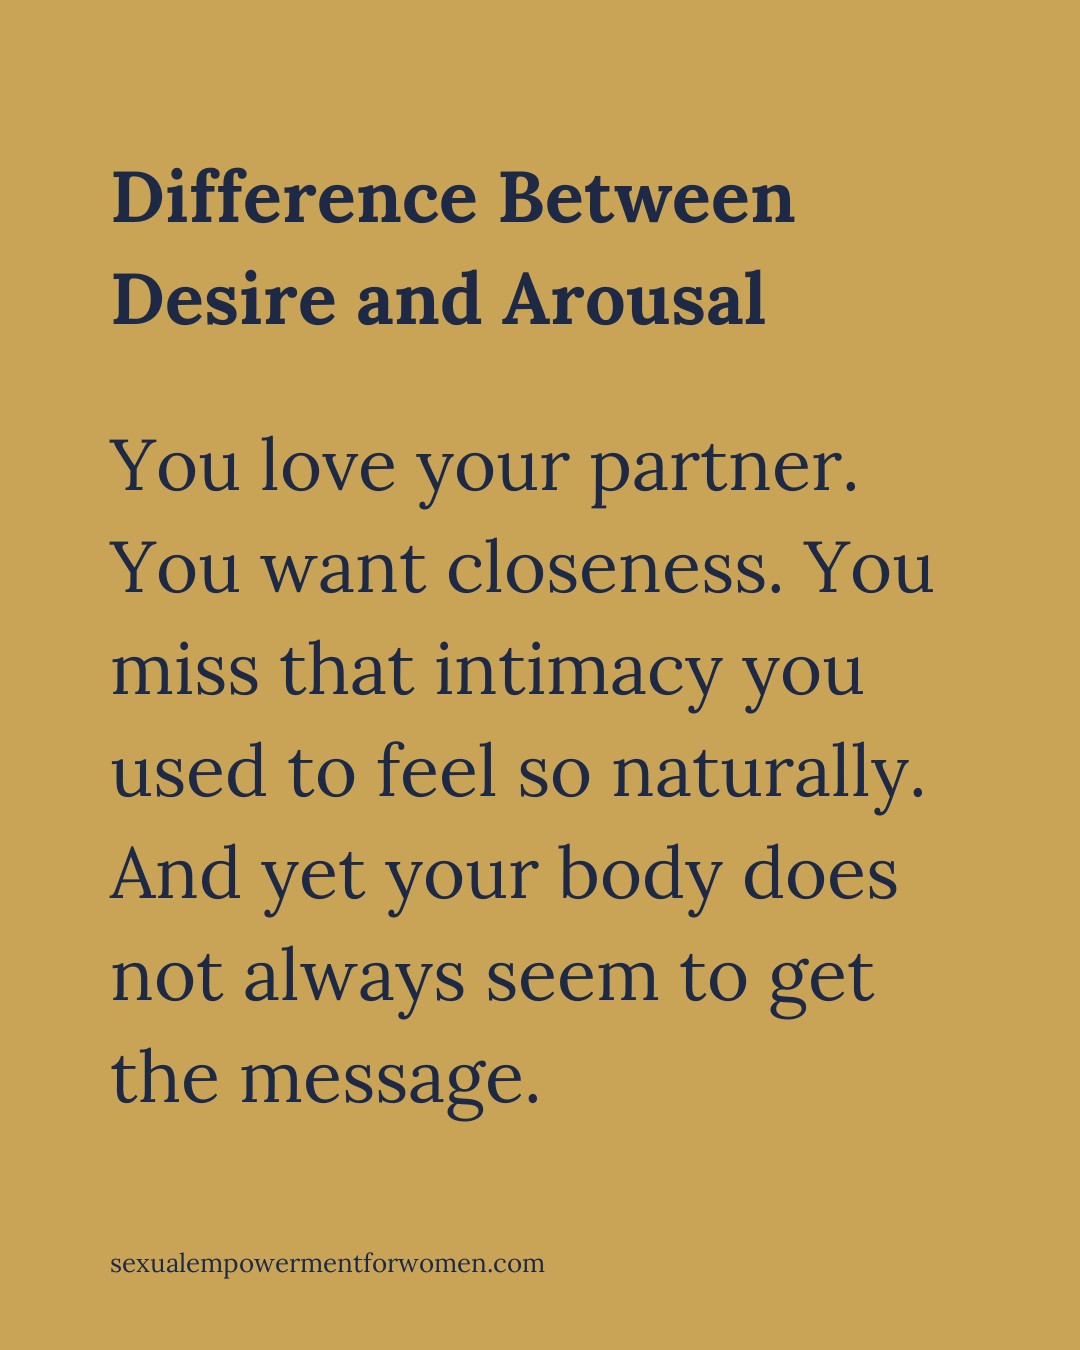 Difference Between
Desire and Arousal
You love your partner.
You want closeness. You
miss that intimacy you
used to feel so naturally.
And yet your body does
not always seem to get
the message.
sexualempowermentforwomen.com